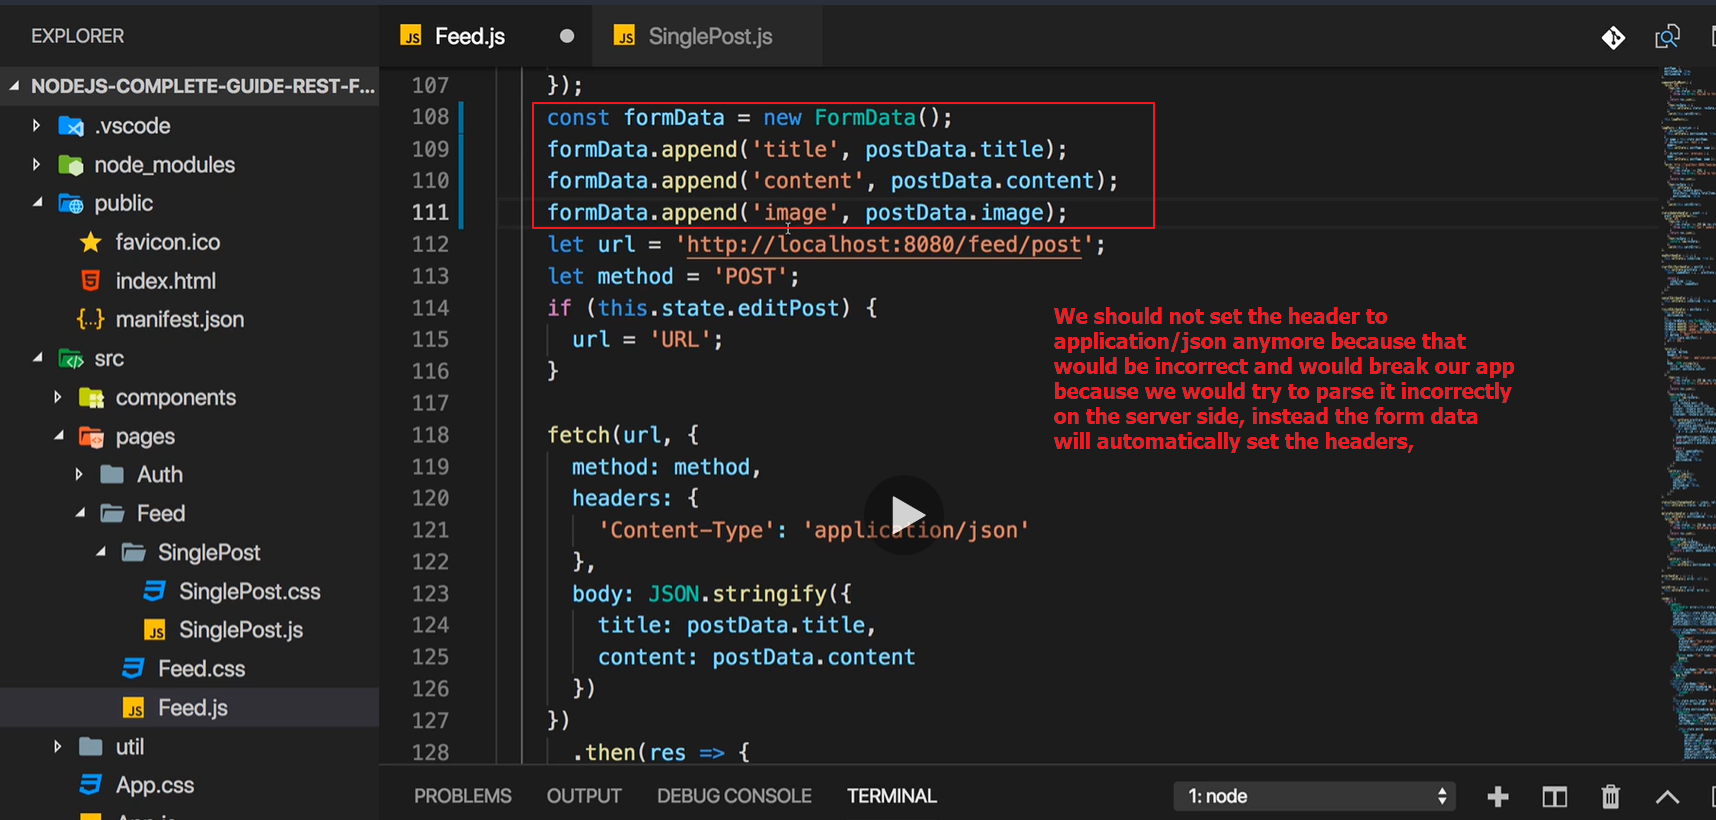 EXPLORER
Feed.js
SinglePost.js
NODEJS-COMPLETE-GUIDE-REST-F...
.vscode
node_modules
public
favicon.ico
index.html
manifest.json
src
components
pages
Auth
Feed
SinglePost
SinglePost.css
SinglePost.js
Feed.css
Feed.js
util
App.css
107 });
108 const formData = new FormData();
109 formData.append('title', postData.title);
110 formData.append('content', postData.content);
111 formData.append('image', postData.image);
112 let url = 'http://localhost:8080/feed/post';
113 let method = 'POST';
114 if (this.state.editPost) {
115 url = 'URL';
116 }
117
118 fetch(url, {
119 method: method,
120 headers: {
121 'Content-Type': 'application/json'
122 },
123 body: JSON.stringify({
124 title: postData.title,
125 content: postData.content
126 })
127 })
128 .then(res => {
We should not set the header to
application/json anymore because that
would be incorrect and would break our app
because we would try to parse it incorrectly
on the server side, instead the form data
will automatically set the headers,
PROBLEMS OUTPUT DEBUG CONSOLE TERMINAL
1: node